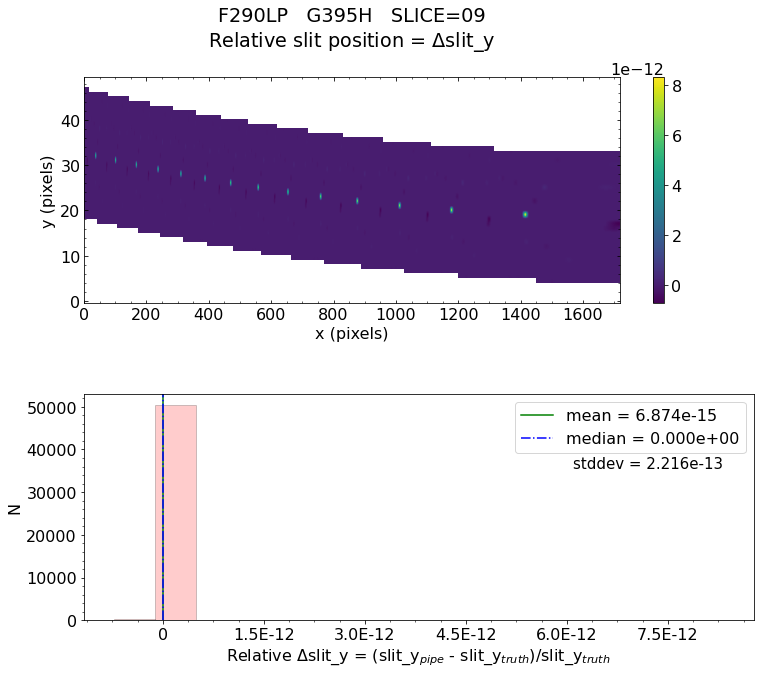 F290LP G395H SLICE=09
Relative slit position = Δslit_y
1e−12
y (pixels)
40
30
20
10
0
8
6
4
2
0
0 200 400 600 800 1000 1200 1400 1600
x (pixels)
N
50000
40000
30000
20000
10000
0
mean = 6.874e-15
median = 0.000e+00
stddev = 2.216e-13
0 1.5E-12 3.0E-12 4.5E-12 6.0E-12 7.5E-12
Relative Δslit_y = (slit_y_pipe - slit_y_truth)/slit_y_truth